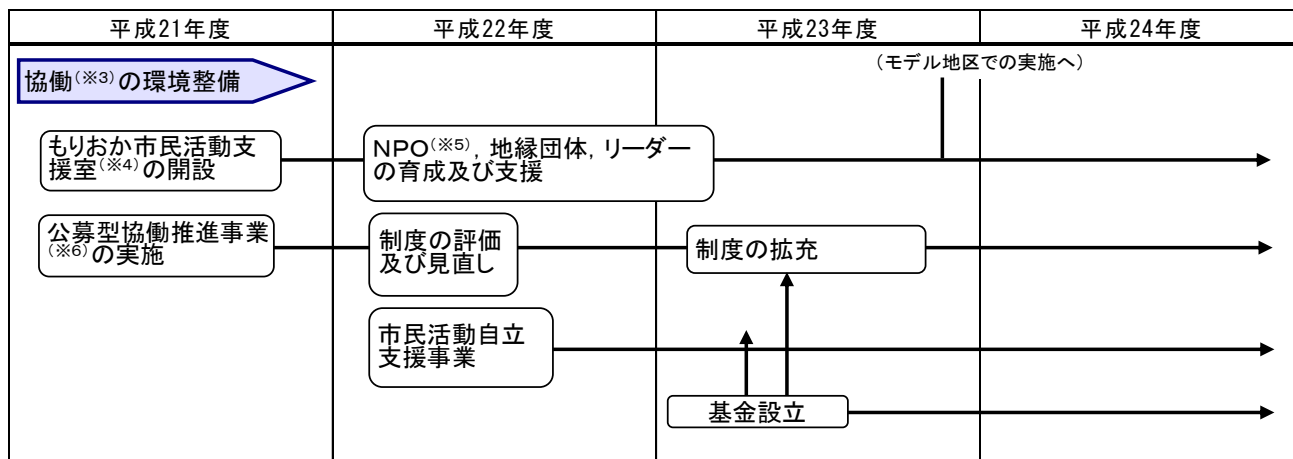 平成21年度 平成22年度 平成23年度 平成24年度
協働(※3)の環境整備
(モデル地区での実施へ)
もりおか市民活動支
援室(※4)の開設
NPO(※5)，地縁団体，リーダー
の育成及び支援
公募型協働推進事業
(※6)の実施
制度の評価
及び見直し
制度の拡充
市民活動自立
支援事業
基金設立